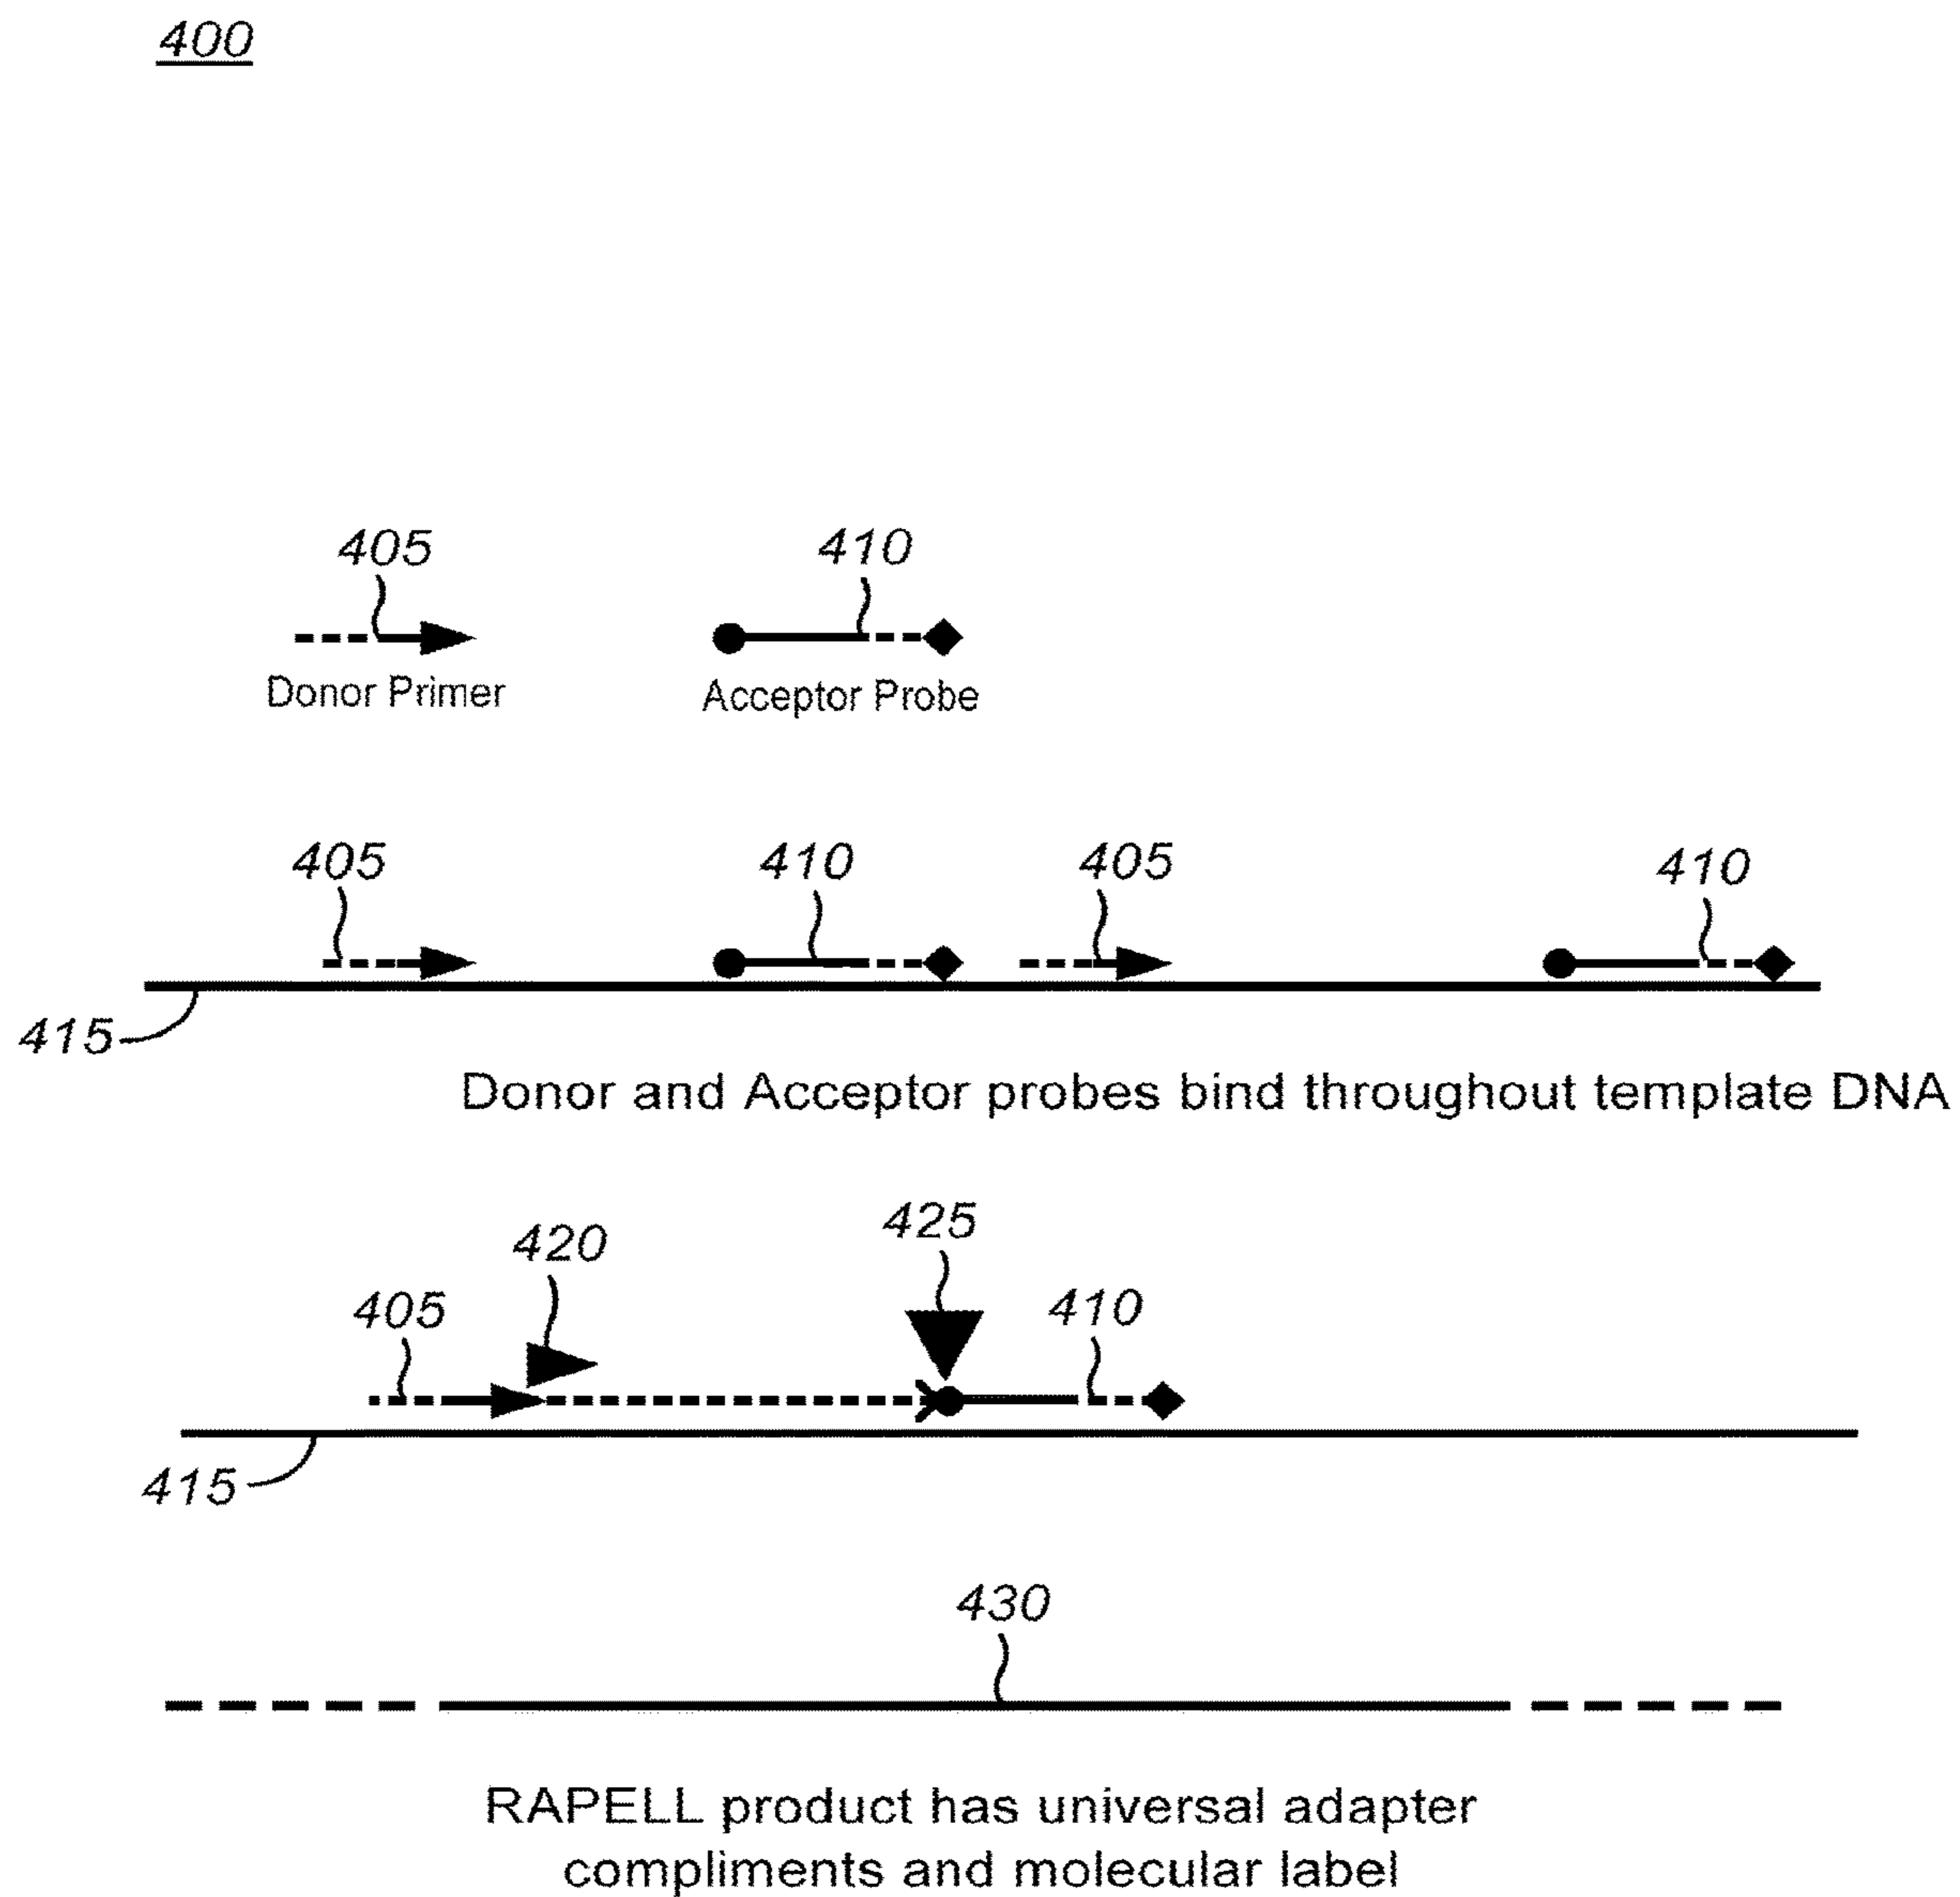 400
405 410
Donor Primer Acceptor Probe
405 410 405 410
415
Donor and Acceptor probes bind throughout template DNA
425
420
405 410
415
430
RAPELL product has universal adapter
compliments and molecular label